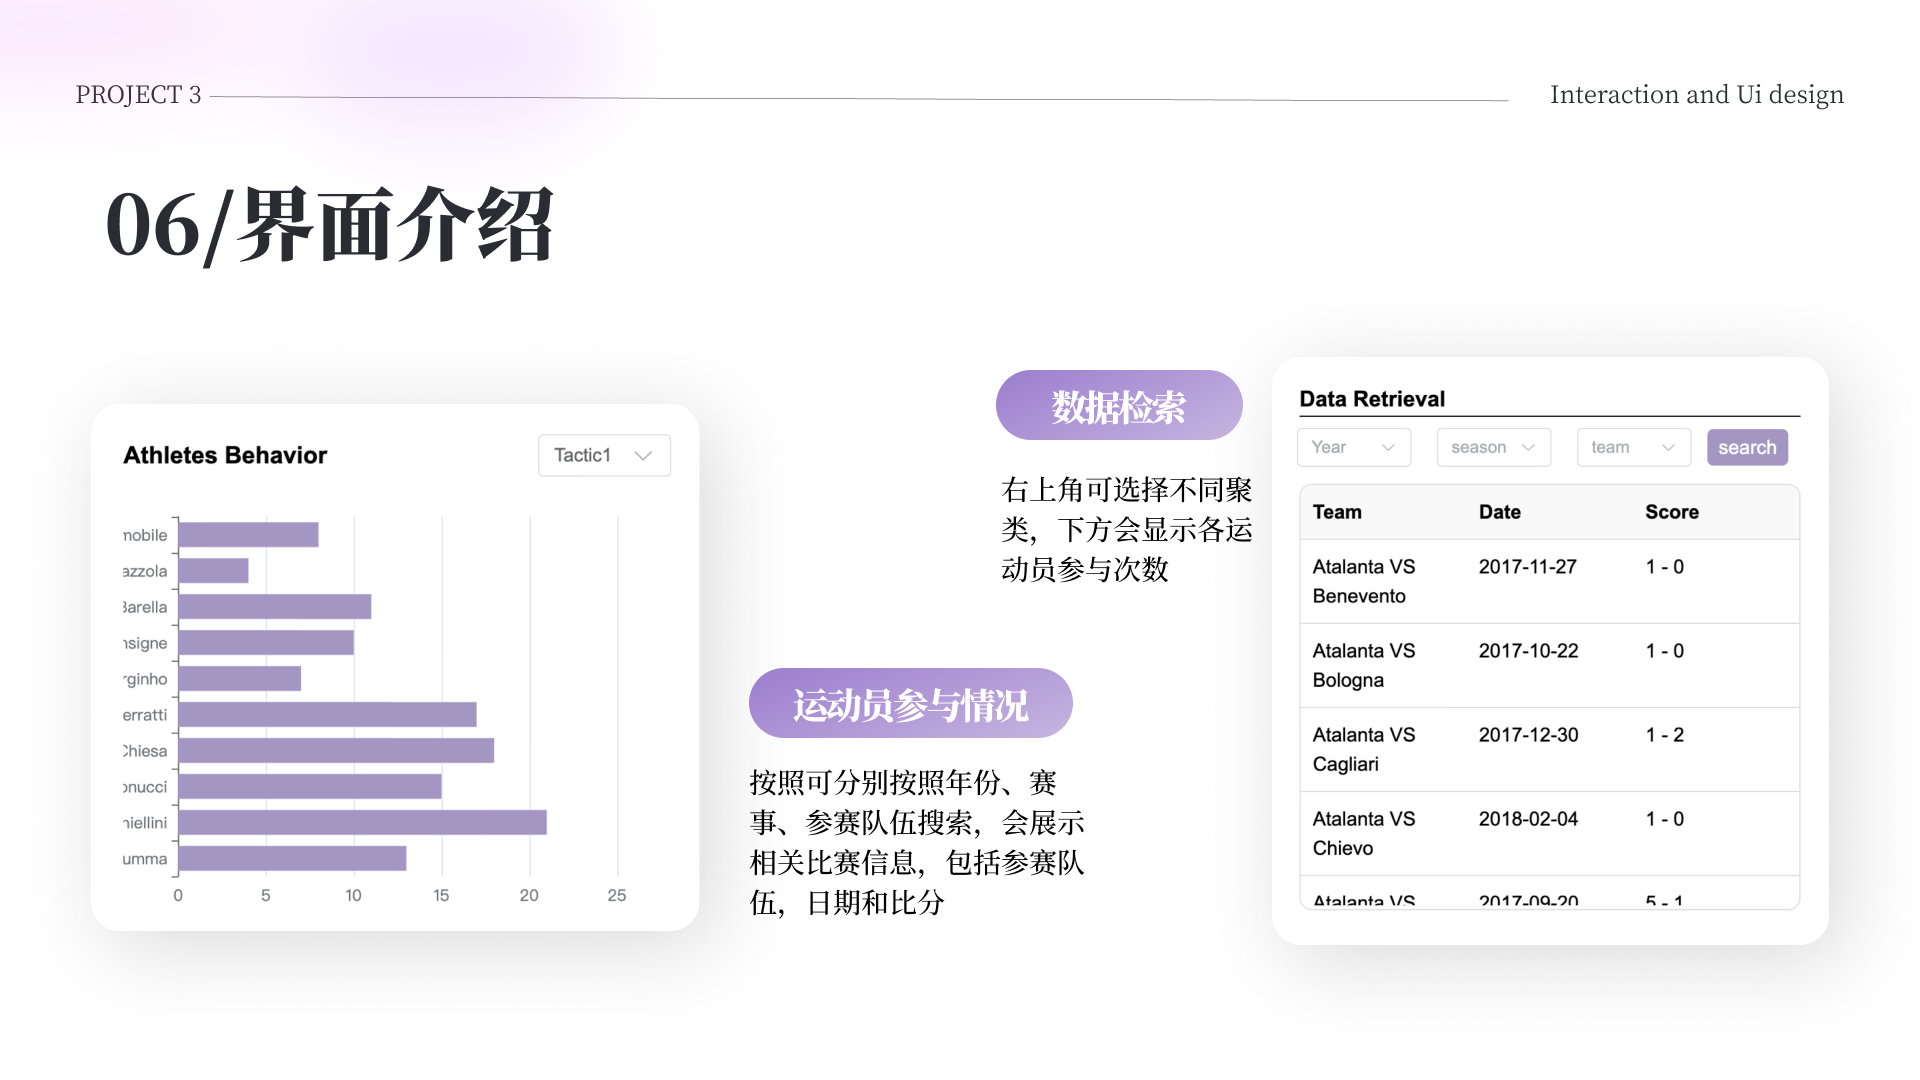 PROJECT 3
Interaction and Ui design
06/界面介绍
Athletes Behavior
Tactic1
mobile
azzola
Barella
nsigne
rginho
erratti
Chiesa
onucci
hiellini
umma
0 5 10 15 20 25
数据检索
右上角可选择不同聚
类，下方会显示各运
动员参与次数
运动员参与情况
按照可分别按照年份、赛
事、参赛队伍搜索，会展示
相关比赛信息，包括参赛队
伍，日期和比分
Data Retrieval
Year season team search
Team Date Score
Atalanta VS 2017-11-27 1 - 0
Benevento
Atalanta VS 2017-10-22 1 - 0
Bologna
Atalanta VS 2017-12-30 1 - 2
Cagliari
Atalanta VS 2018-02-04 1 - 0
Chievo
Atalanta VS 2017-09-20 5 - 1